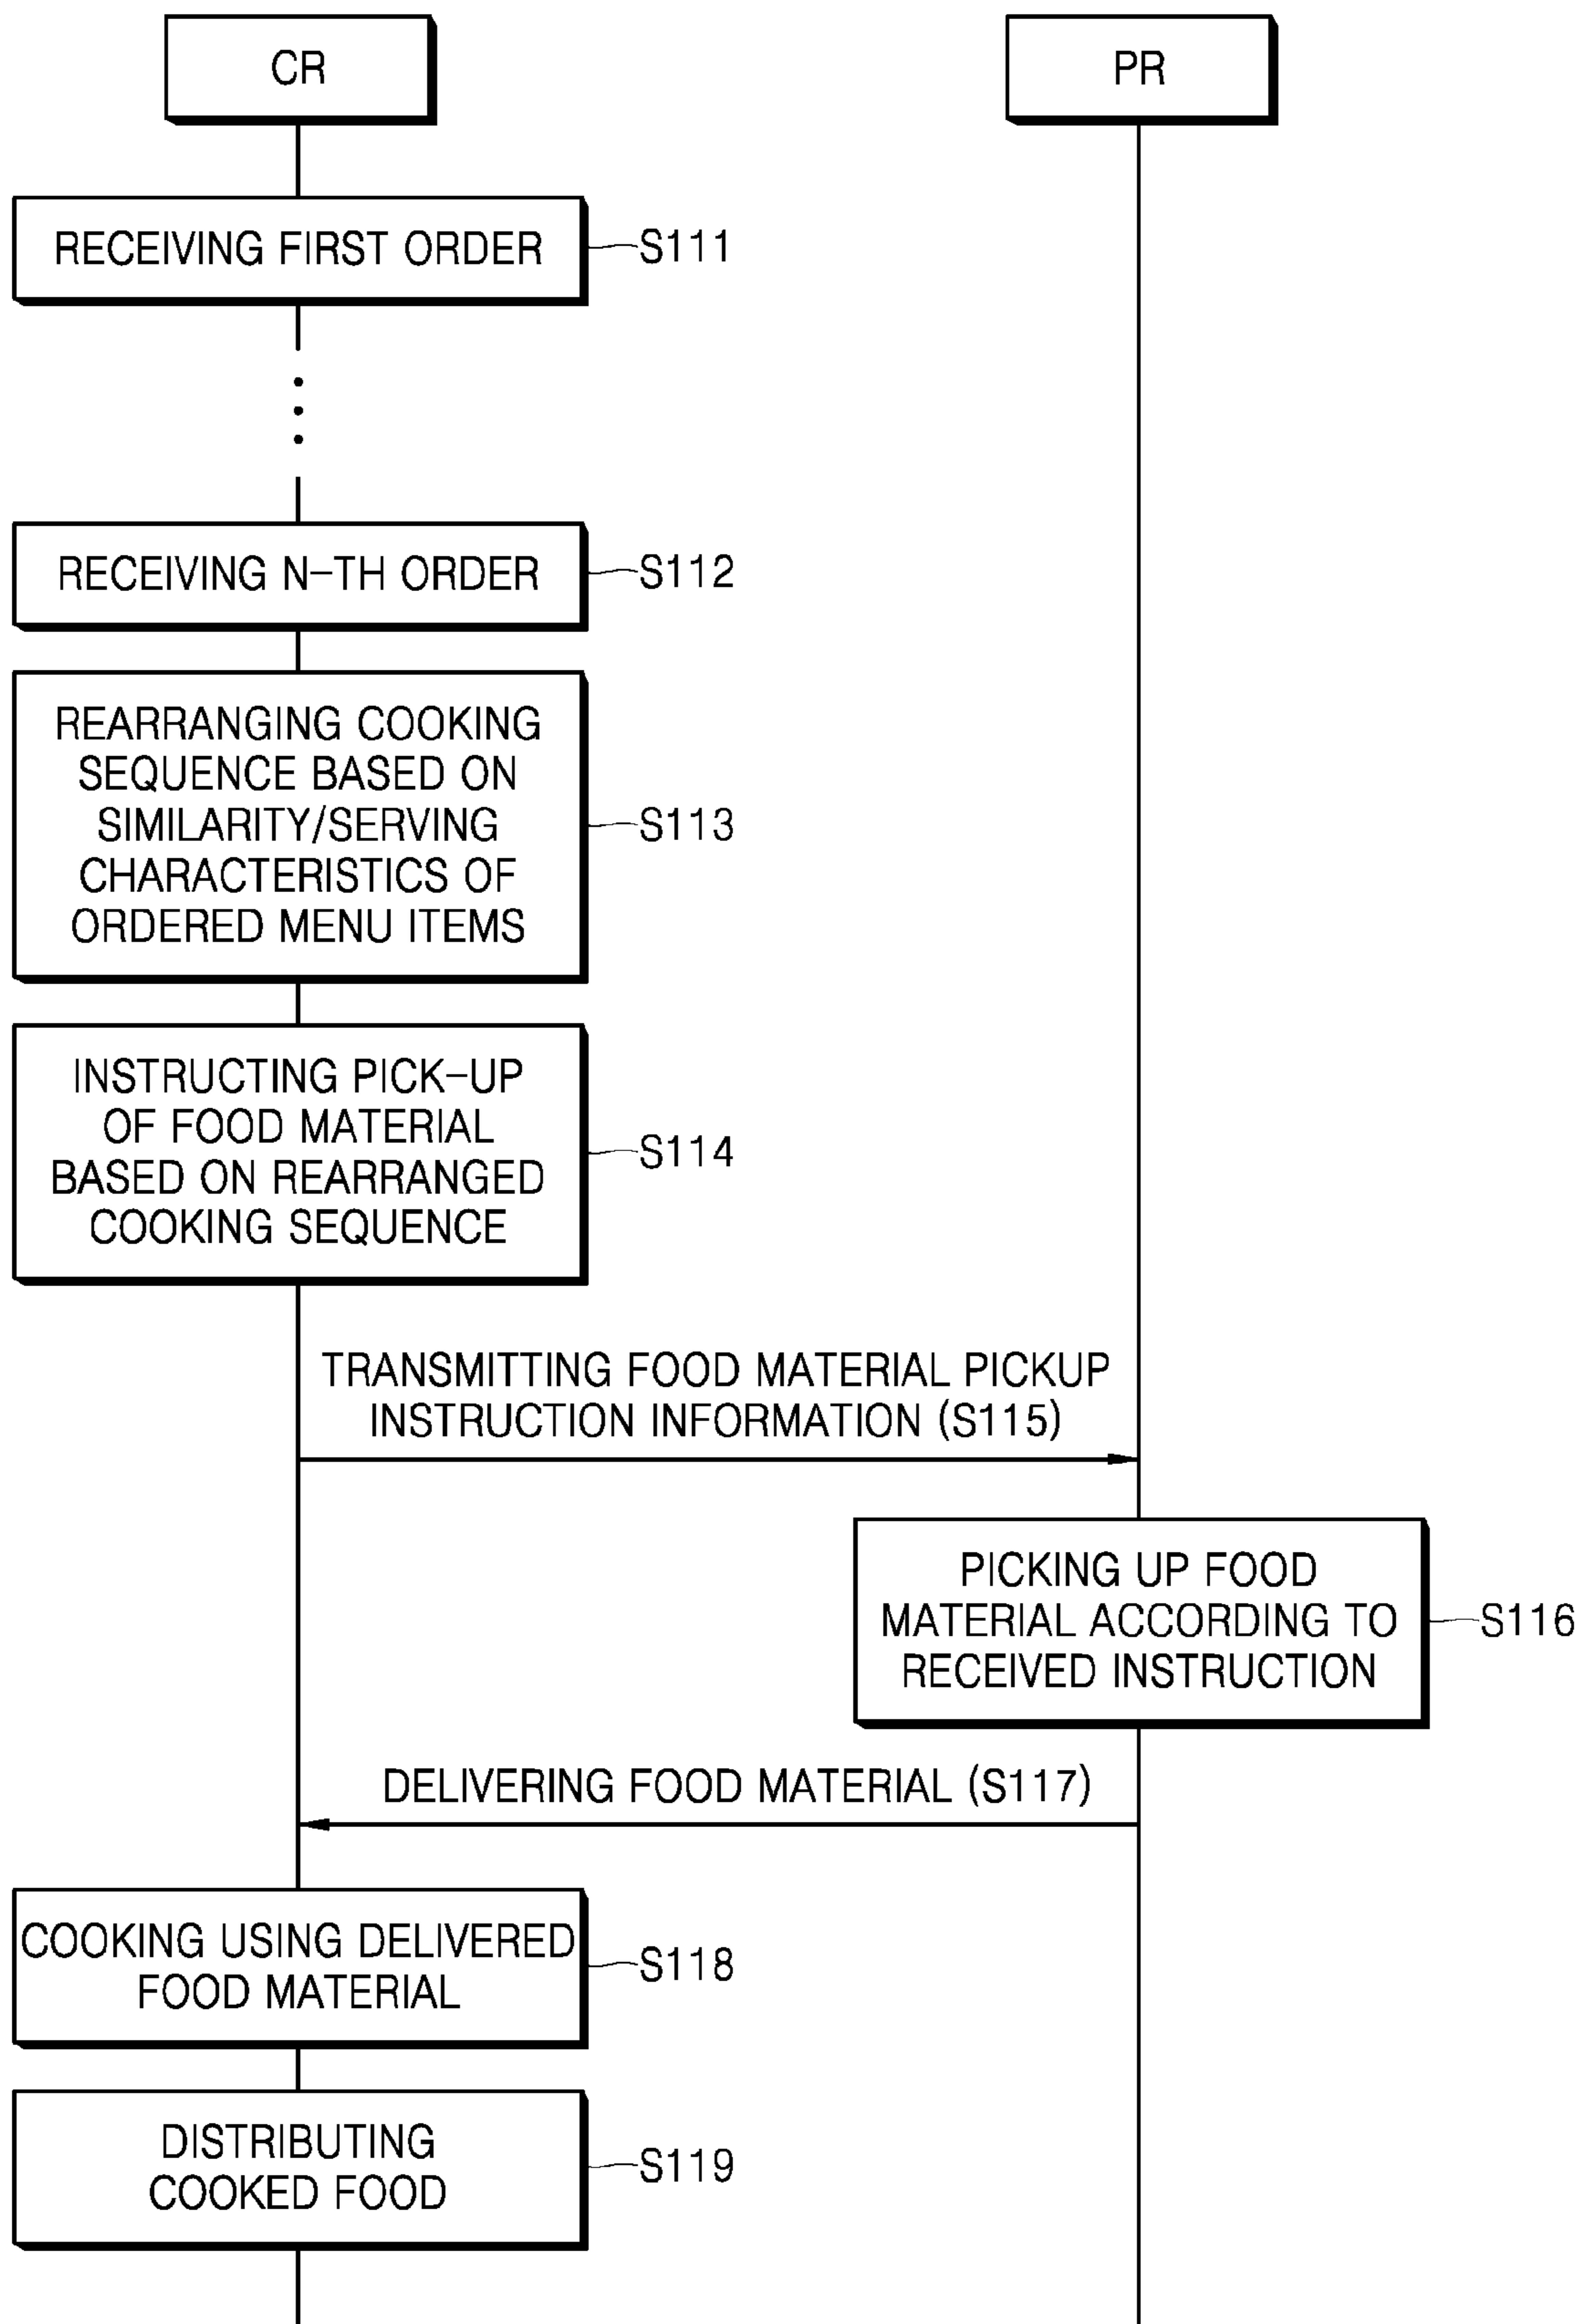 CR
PR
RECEIVING FIRST ORDER
S111
RECEIVING N-TH ORDER
S112
REARRANGING COOKING
SEQUENCE BASED ON
SIMILARITY/SERVING
CHARACTERISTICS OF
ORDERED MENU ITEMS
S113
INSTRUCTING PICK-UP
OF FOOD MATERIAL
BASED ON REARRANGED
COOKING SEQUENCE
S114
TRANSMITTING FOOD MATERIAL PICKUP
INSTRUCTION INFORMATION (S115)
PICKING UP FOOD
MATERIAL ACCORDING TO
RECEIVED INSTRUCTION
S116
DELIVERING FOOD MATERIAL (S117)
COOKING USING DELIVERED
FOOD MATERIAL
S118
DISTRIBUTING
COOKED FOOD
S119